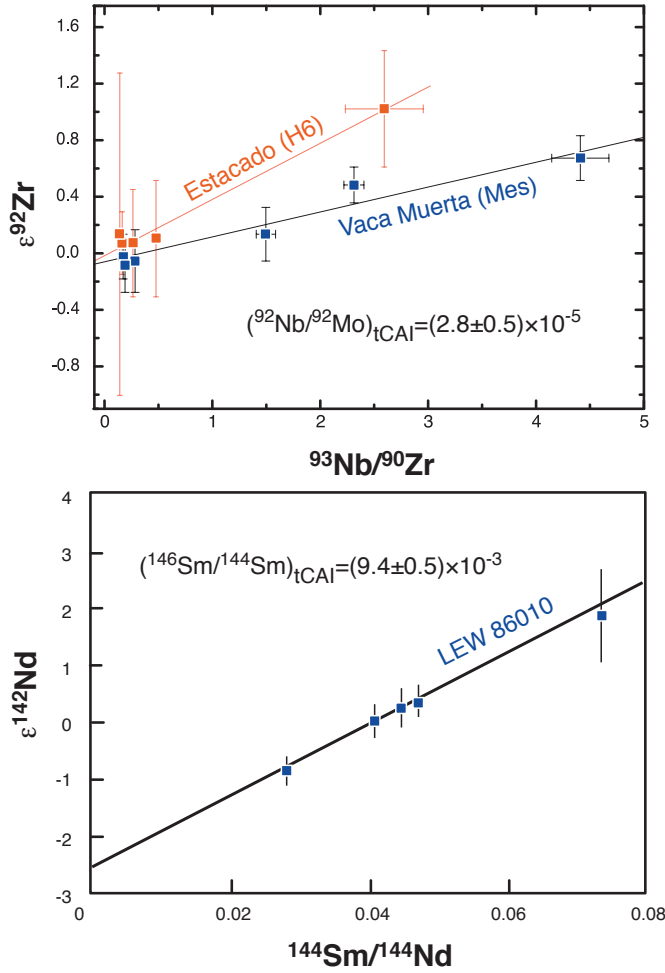 1.6
1.2
0.8
0.4
0.0
-0.4
-0.8
ε⁹²Zr
Estacado (H6)
Vaca Muerta (Mes)
(⁹²Nb/⁹²Mo)tCAI=(2.8±0.5)×10⁻⁵
0 1 2 3 4 5
⁹³Nb/⁹⁰Zr
4
3
2
1
0
-1
-2
-3
ε¹⁴²Nd
(¹⁴⁶Sm/¹⁴⁴Sm)tCAI=(9.4±0.5)×10⁻³
LEW 86010
0 0.02 0.04 0.06 0.08
¹⁴⁴Sm/¹⁴⁴Nd